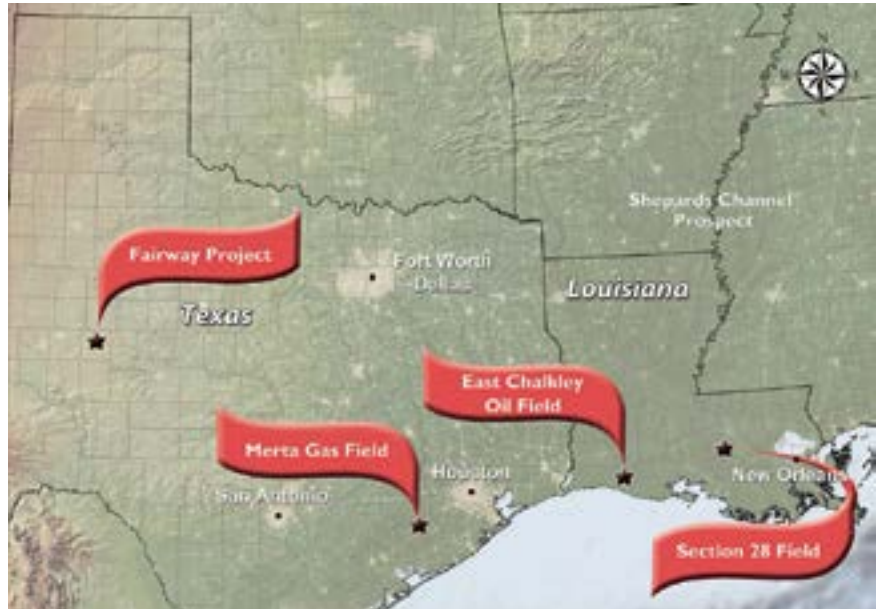 N
W
E
S
Shepards Channel
Prospect
Fairway Project
Fort Worth
Dallas
Louisiana
Texas
East Chalkley
Oil Field
Merta Gas Field
Houston
New Orleans
San Antonio
Section 28 Field